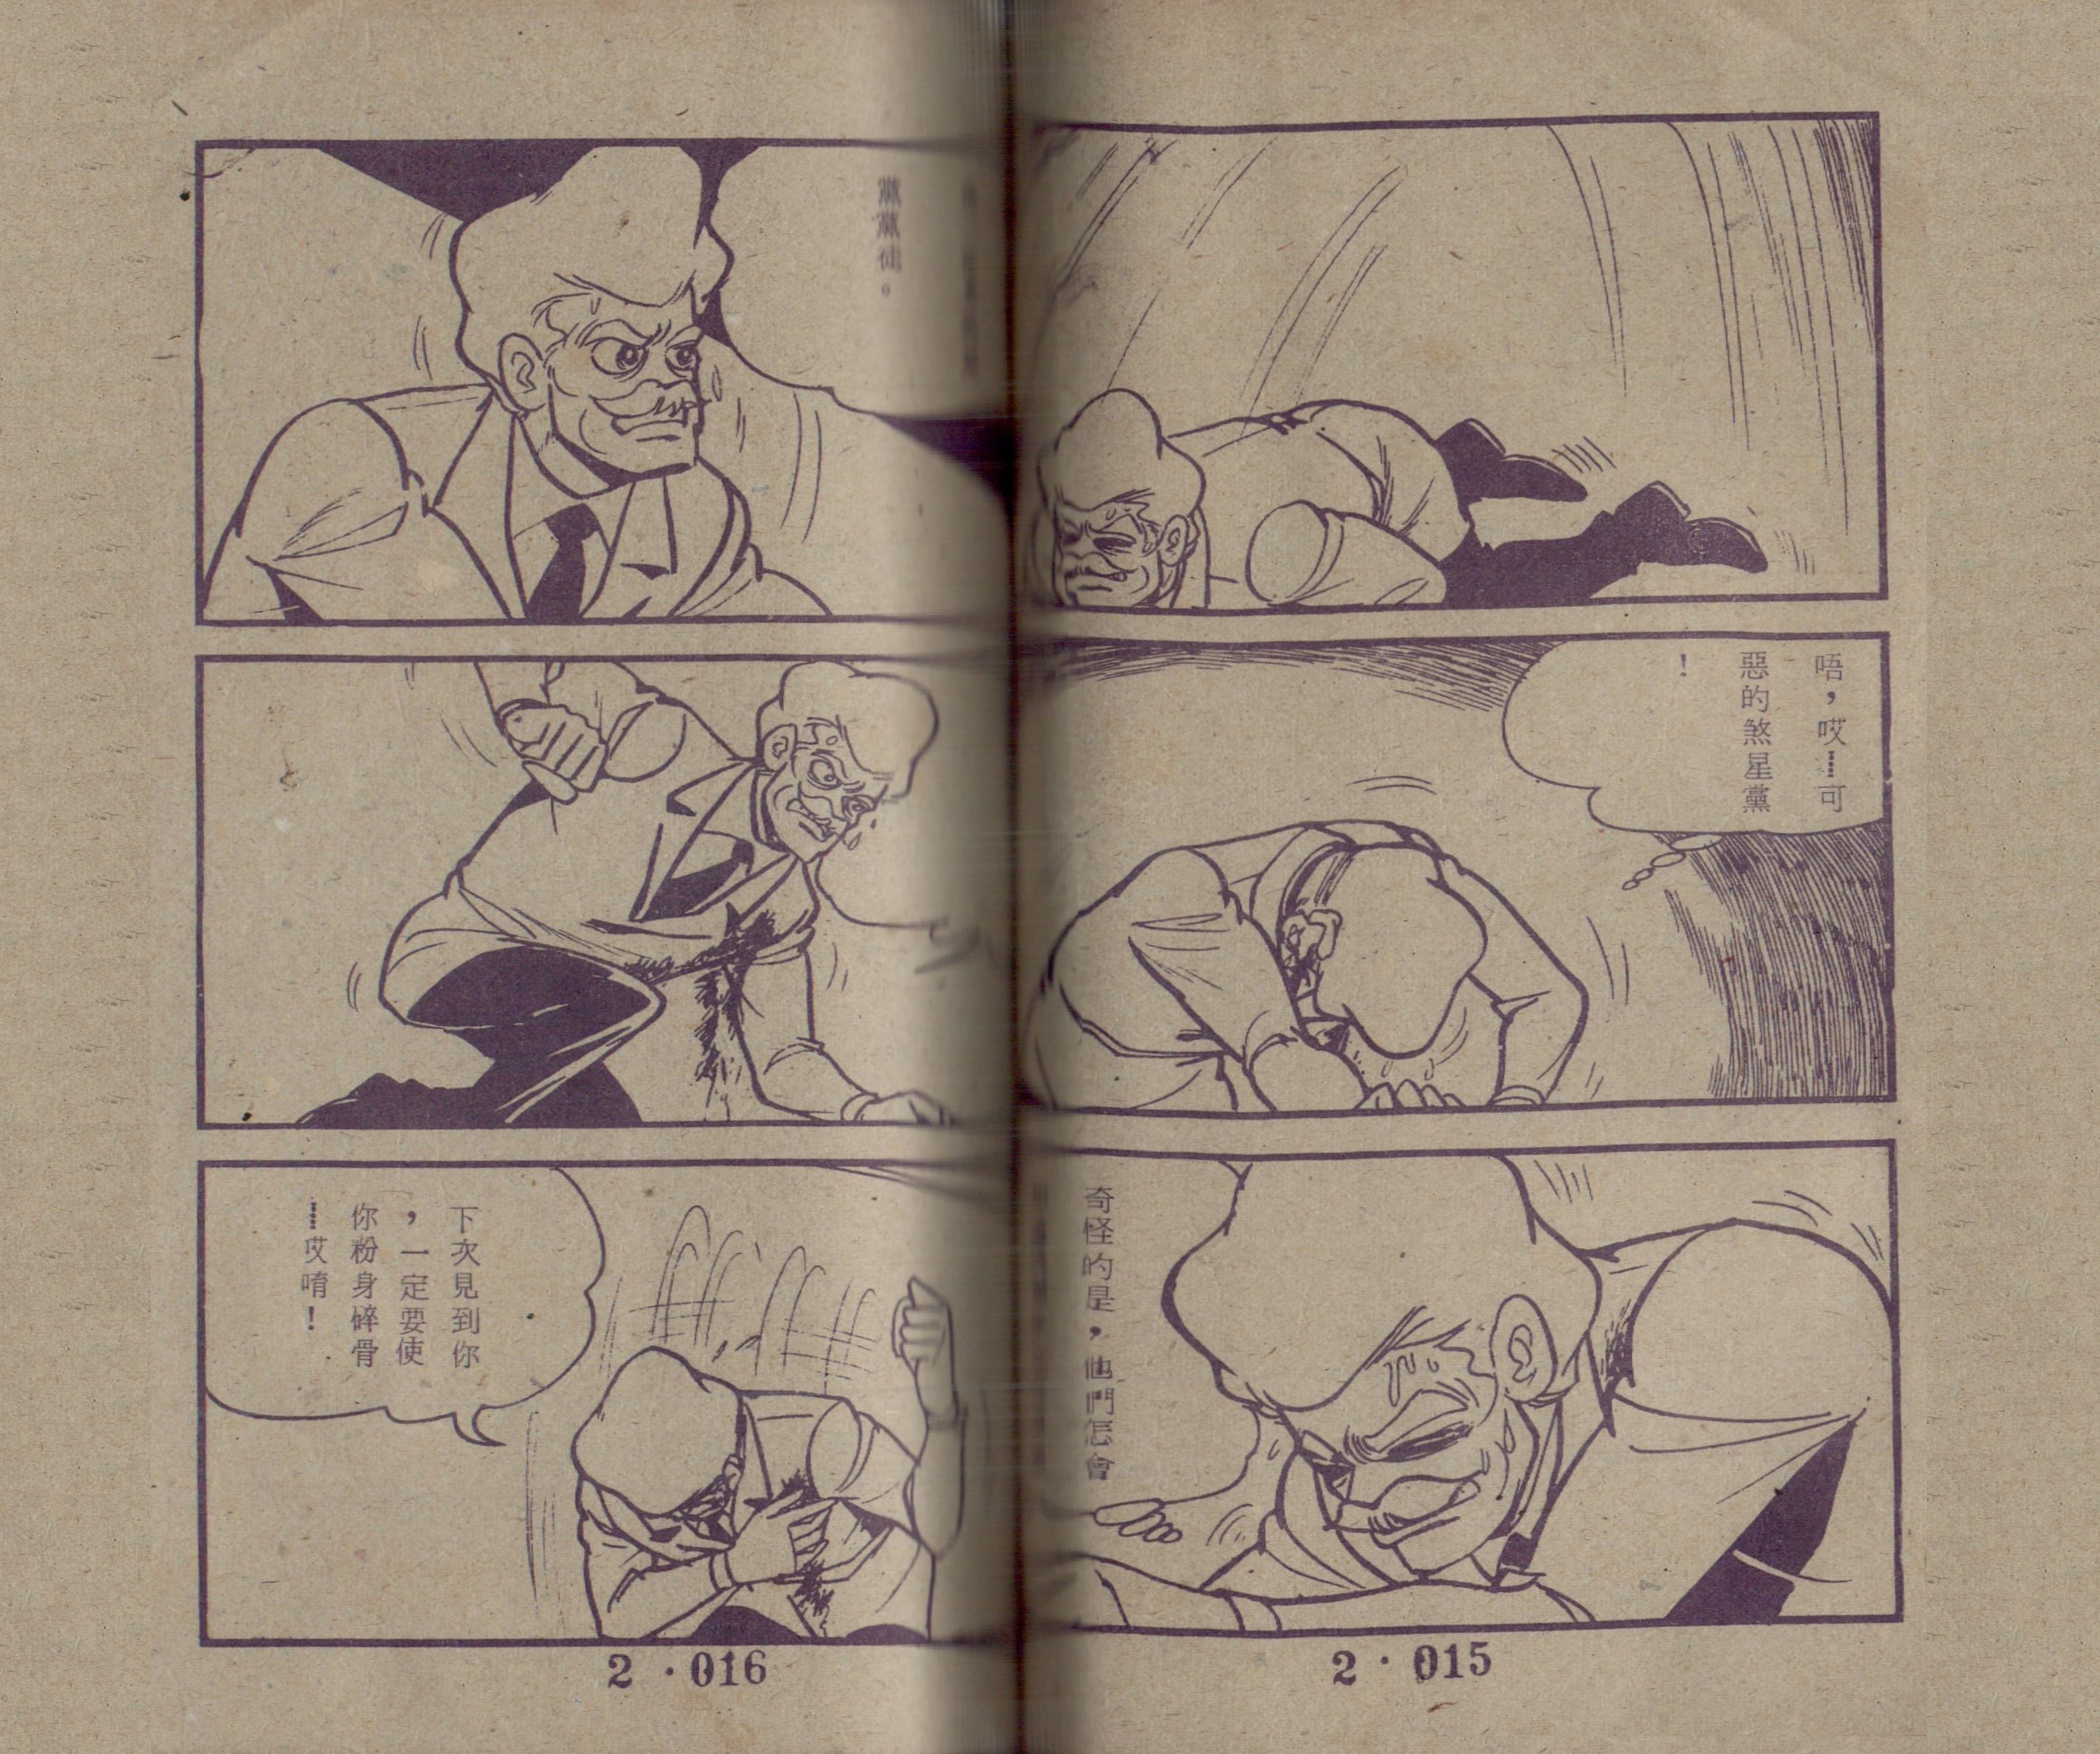 唔，哎……可
惡的煞星黨
！
奇怪的是，他們怎會
2·015
下次見到你
，一定要使
你粉身碎骨
……哎唷！
2·016